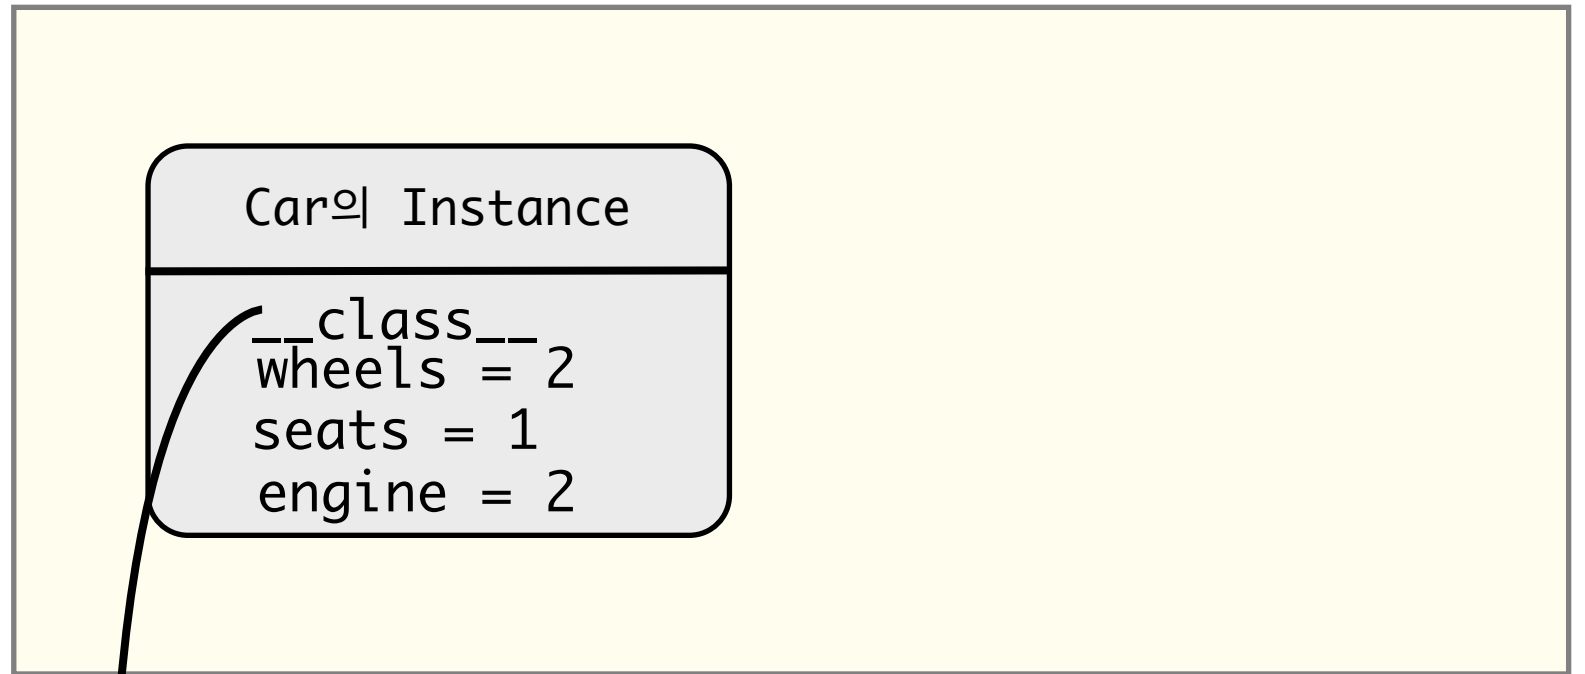 Car의 Instance
__class__
wheels = 2
seats = 1
engine = 2